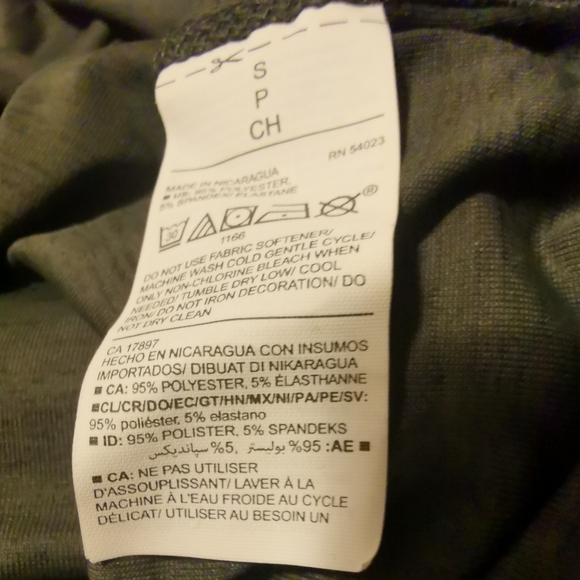 S
P
CH
RN 54023
MADE IN NICARAGUA
■ US: 95% POLYESTER,
5% SPANDEX/ ELASTANE
30
®
1166
DO NOT USE FABRIC SOFTENER/
MACHINE WASH COLD GENTLE CYCLE/
ONLY NON-CHLORINE BLEACH WHEN
NEEDED/ TUMBLE DRY LOW/ COOL
IRON/ DO NOT IRON DECORATION/ DO
NOT DRY CLEAN
CA 17897
HECHO EN NICARAGUA CON INSUMOS
IMPORTADOS/ DIBUAT DI NIKARAGUA
■ CA: 95% POLYESTER, 5% ÉLASTHANNE
■CL/CR/DO/EC/GT/HN/MX/NI/PA/PE/SV:
95% poliéster, 5% elastano
■ ID: 95% POLISTER, 5% SPANDEKS
■ AE: 95% بوليستر, 5% سپانديكس
■ CA: NE PAS UTILISER
D'ASSOUPLISSANT/ LAVER À LA
MACHINE À L'EAU FROIDE AU CYCLE
DÉLICAT/ UTILISER AU BESOIN UN